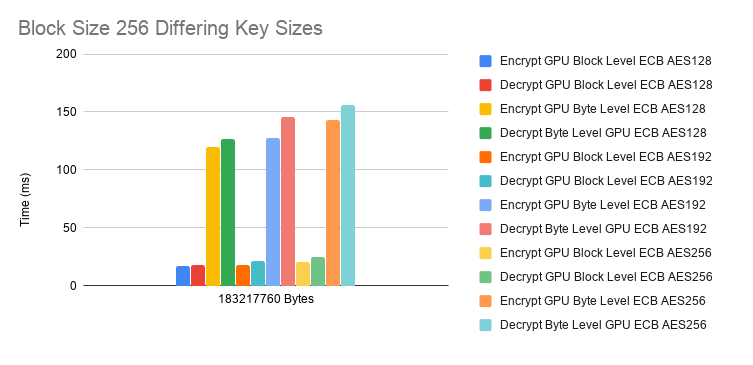 Block Size 256 Differing Key Sizes
200
150
100
50
0
Time (ms)
183217760 Bytes
Encrypt GPU Block Level ECB AES128
Decrypt GPU Block Level ECB AES128
Encrypt GPU Byte Level ECB AES128
Decrypt Byte Level GPU ECB AES128
Encrypt GPU Block Level ECB AES192
Decrypt GPU Block Level ECB AES192
Encrypt GPU Byte Level ECB AES192
Decrypt Byte Level GPU ECB AES192
Encrypt GPU Block Level ECB AES256
Decrypt GPU Block Level ECB AES256
Encrypt GPU Byte Level ECB AES256
Decrypt Byte Level GPU ECB AES256